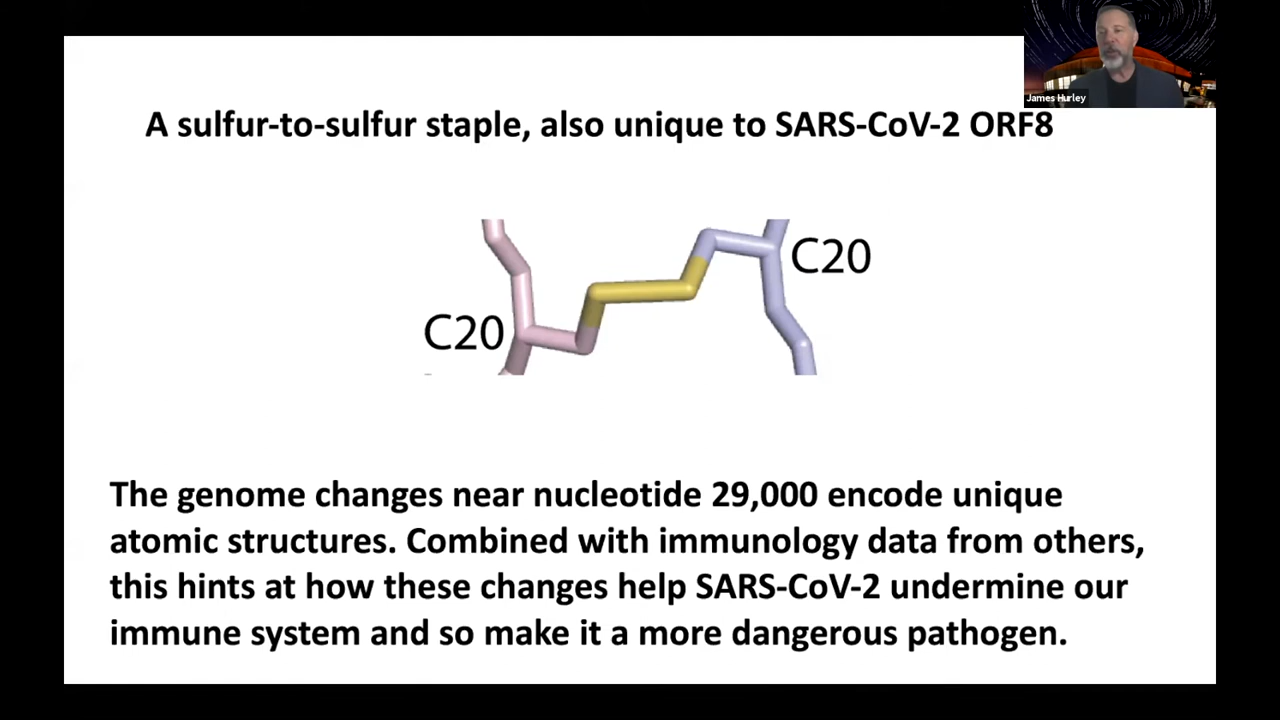 James Hurley
A sulfur-to-sulfur staple, also unique to SARS-CoV-2 ORF8
C20
C20
The genome changes near nucleotide 29,000 encode unique
atomic structures. Combined with immunology data from others,
this hints at how these changes help SARS-CoV-2 undermine our
immune system and so make it a more dangerous pathogen.